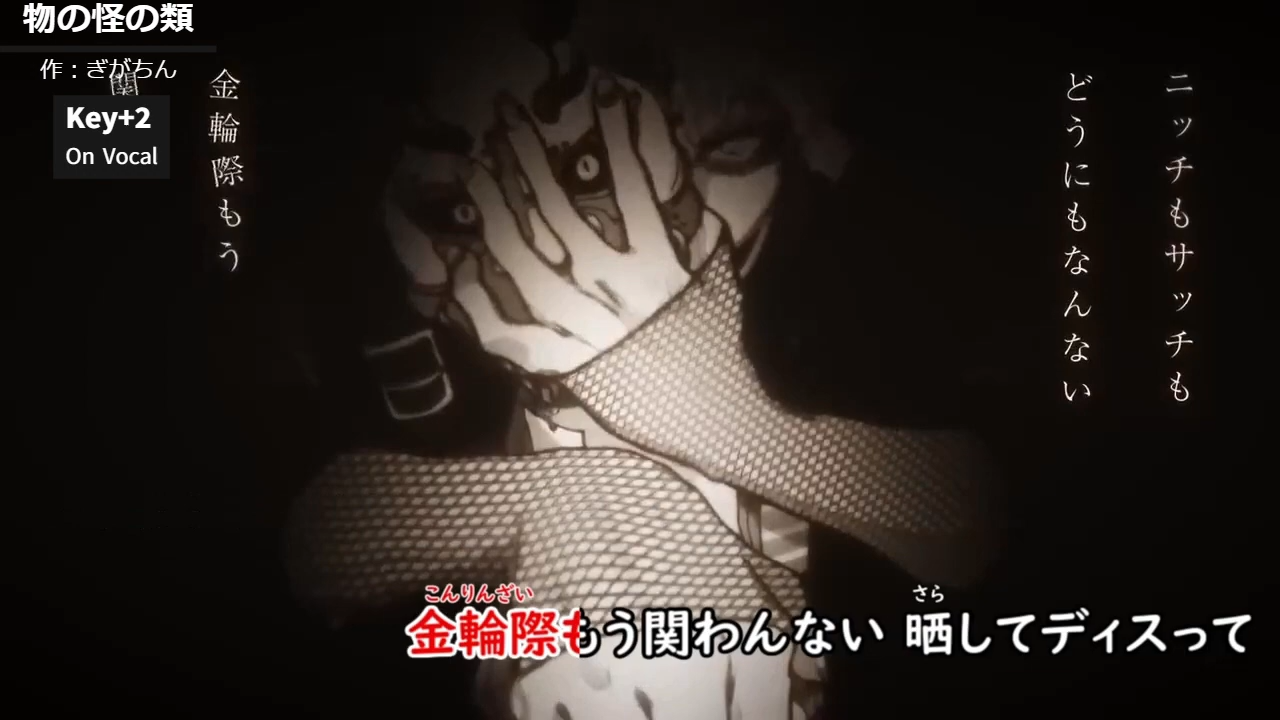 物の怪の類
作：ぎがちん
Key+2
On Vocal
ニッチもサッチも
どうにもなんない
金輪際もう
関
こんりんざい
金輪際もう関わんない 晒してディスって
さら